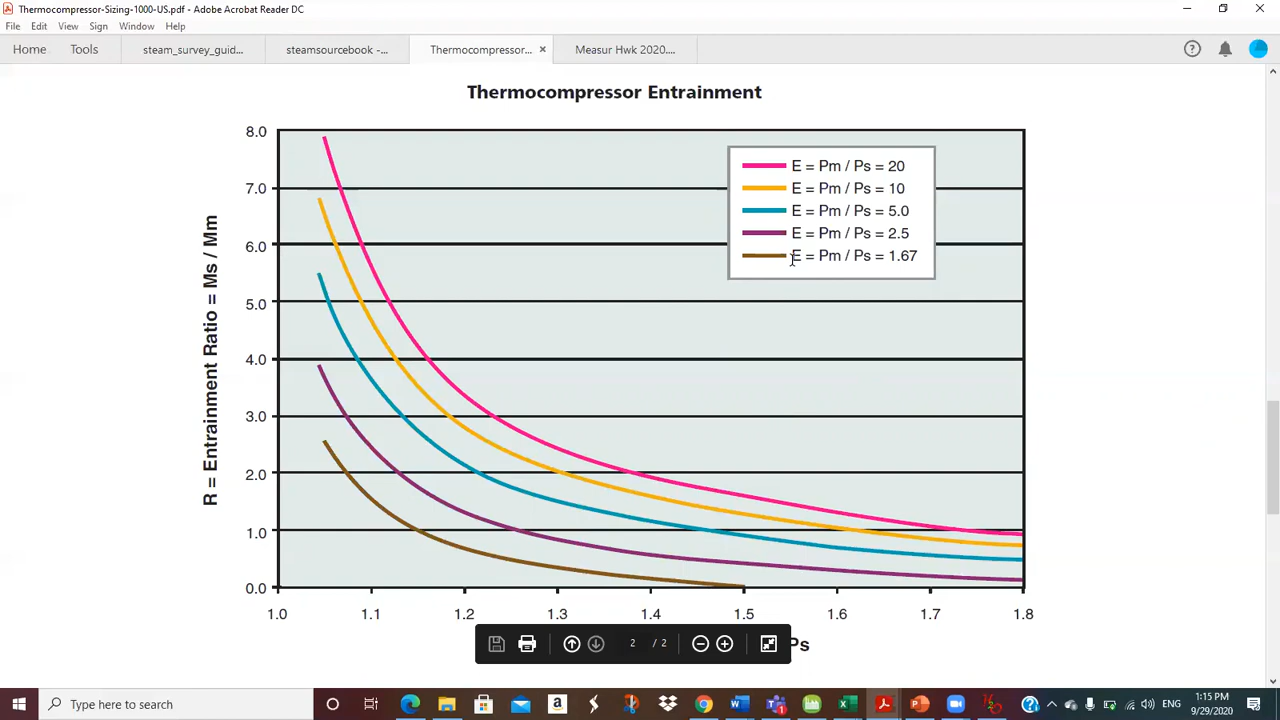 Thermocompressor-Sizing-1000-US.pdf - Adobe Acrobat Reader DC
File Edit View Sign Window Help
Home Tools steam_survey_guid... steamsourcebook -... Thermocompressor... × Measur Hwk 2020....
Thermocompressor Entrainment
8.0
7.0
6.0
5.0
4.0
3.0
2.0
1.0
0.0
R = Entrainment Ratio = Ms / Mm
E = Pm / Ps = 20
E = Pm / Ps = 10
E = Pm / Ps = 5.0
E = Pm / Ps = 2.5
E = Pm / Ps = 1.67
1.0 1.1 1.2 1.3 1.4 1.5 1.6 1.7 1.8
2 / 2
Ps
Type here to search
ENG
1:15 PM
9/29/2020